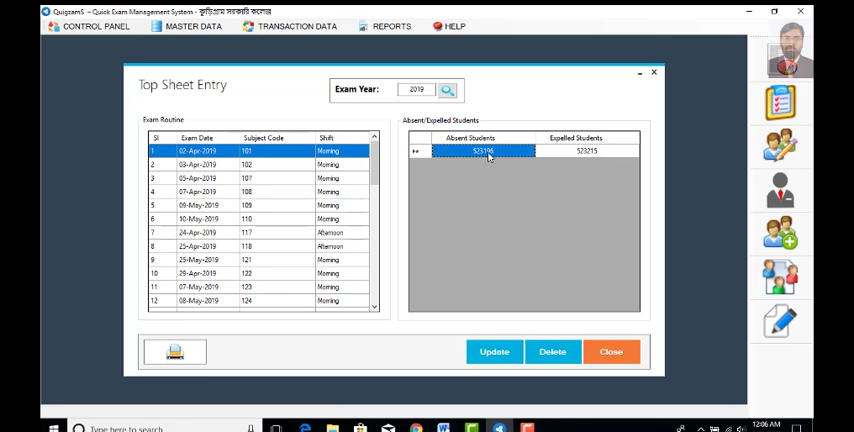 QuigzamS - Quick Exam Management System - কুড়িগ্রাম সরকারি কলেজ
CONTROL PANEL MASTER DATA TRANSACTION DATA REPORTS HELP
Top Sheet Entry
Exam Year: 2019
Exam Routine
Sl Exam Date Subject Code Shift
1 02-Apr-2019 101 Morning
2 03-Apr-2019 102 Morning
3 05-Apr-2019 107 Morning
4 07-Apr-2019 108 Morning
5 09-May-2019 109 Morning
6 10-May-2019 110 Morning
7 24-Apr-2019 117 Afternoon
8 25-Apr-2019 118 Afternoon
9 25-May-2019 121 Morning
10 29-Apr-2019 122 Morning
11 07-May-2019 123 Morning
12 08-May-2019 124 Morning
Absent/Expelled Students
Absent Students Expelled Students
523196 523215
Update Delete Close
Type here to search
12:06 AM